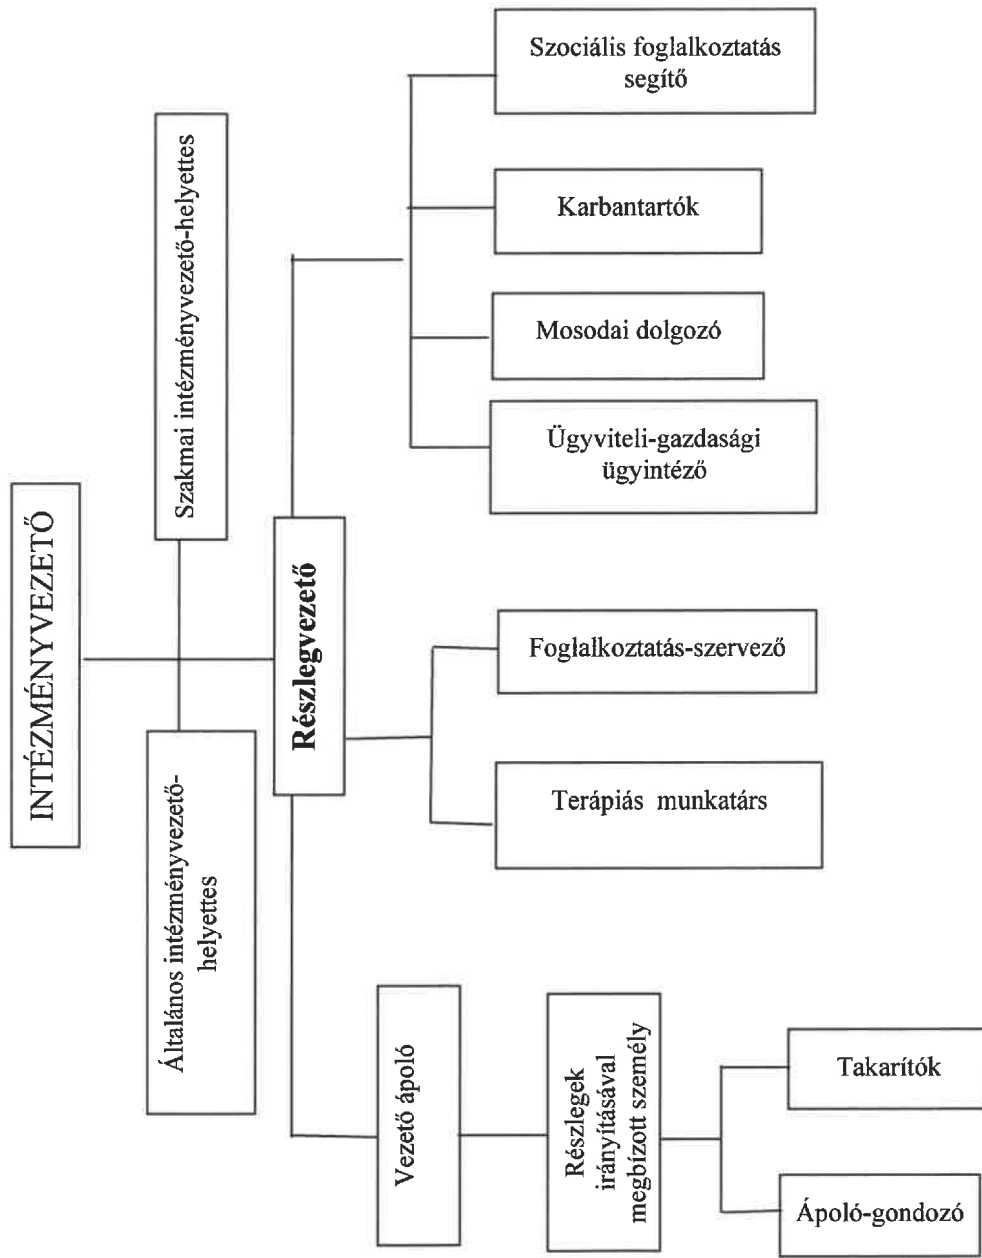 INTÉZMÉNYVEZETŐ
Általános intézményvezető-
helyettes
Szakmai intézményvezető-helyettes
Részlegvezető
Vezető ápoló
Részlegek
irányításával
megbízott személy
Ápoló-gondozó
Takarítók
Terápiás munkatárs
Foglalkoztatás-szervező
Ügyviteli-gazdasági
ügyintéző
Mosodai dolgozó
Karbantartók
Szociális foglalkoztatás
segítő